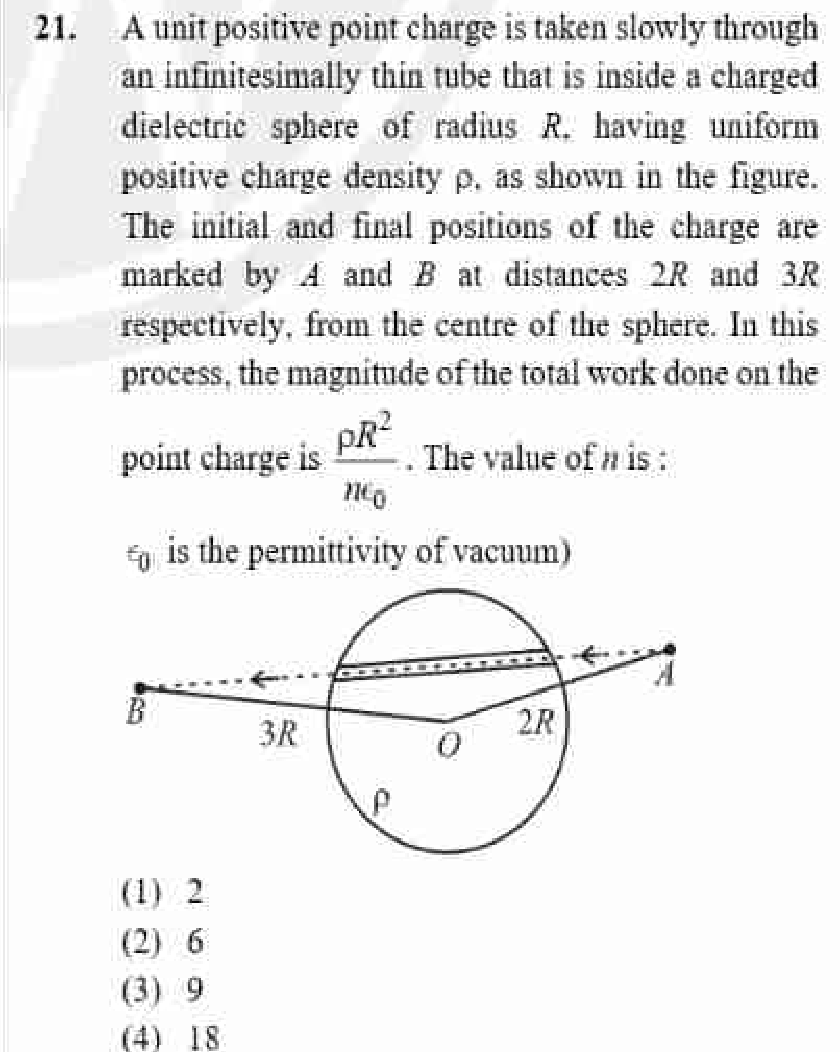 21. A unit positive point charge is taken slowly through
an infinitesimally thin tube that is inside a charged
dielectric sphere of radius R, having uniform
positive charge density ρ, as shown in the figure.
The initial and final positions of the charge are
marked by A and B at distances 2R and 3R
respectively, from the centre of the sphere. In this
process, the magnitude of the total work done on the
point charge is ρR²/nϵ₀. The value of n is :
ϵ₀ is the permittivity of vacuum)
A
B
3R
2R
O
ρ
(1) 2
(2) 6
(3) 9
(4) 18